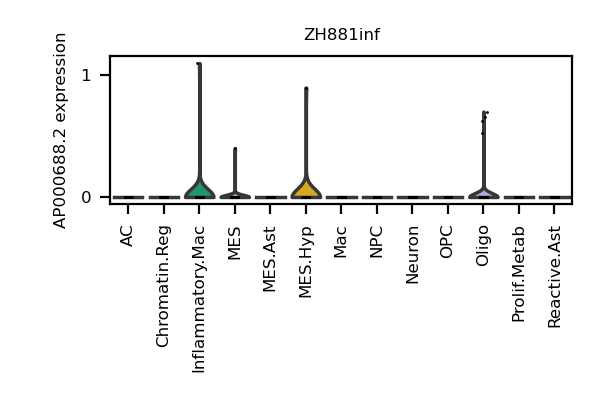 ZH881inf
AP000688.2 expression
1
0
AC
Chromatin.Reg
Inflammatory.Mac
MES
MES.Ast
MES.Hyp
Mac
NPC
Neuron
OPC
Oligo
Prolif.Metab
Reactive.Ast